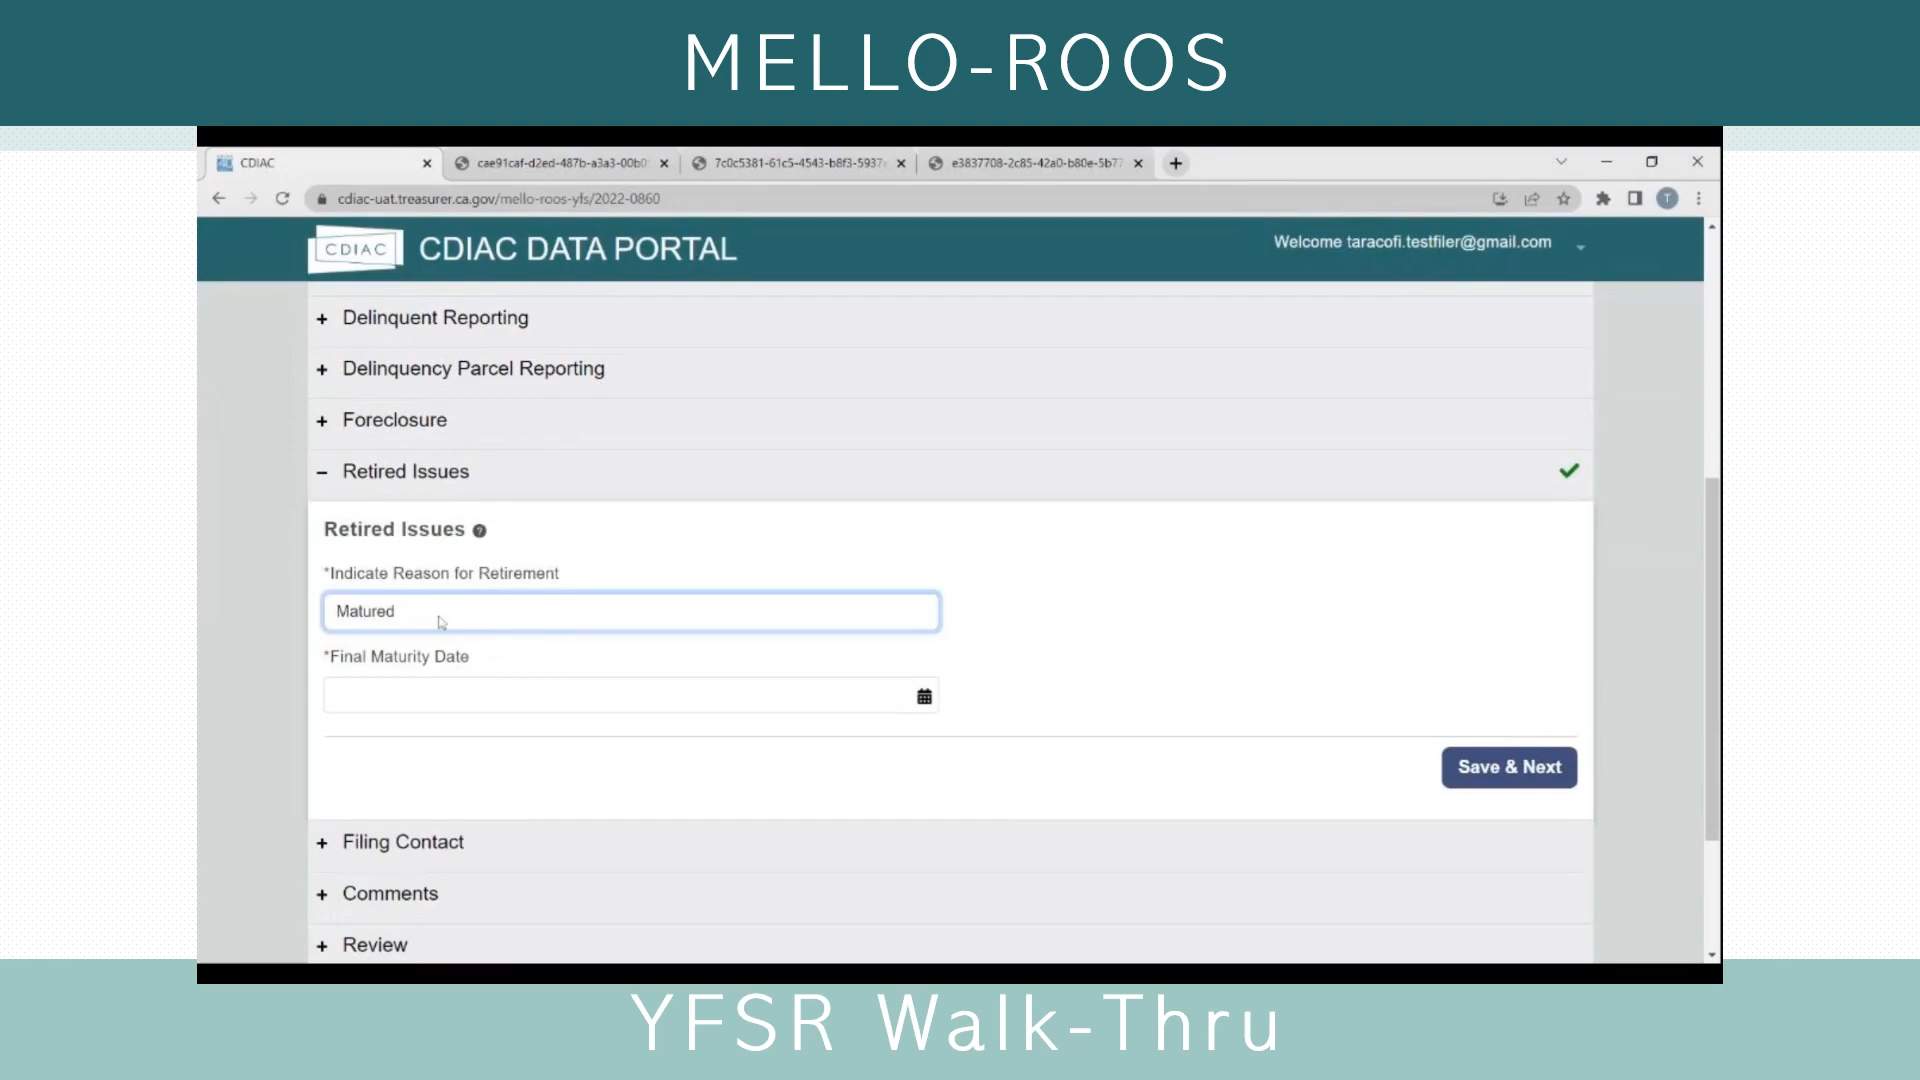 MELLO-ROOS
CDIAC
cae91caf-d2ed-487b-a3a3-00b0
7c0c5381-61c5-4543-b8f3-5937
e3837708-2c85-42a0-b80e-5b77
cdiac-uat.treasurer.ca.gov/mello-roos-yfs/2022-0860
T
CDIAC
CDIAC DATA PORTAL
Welcome taracofi.testfiler@gmail.com
+ Delinquent Reporting
+ Delinquency Parcel Reporting
+ Foreclosure
– Retired Issues
Retired Issues ?
*Indicate Reason for Retirement
Matured
*Final Maturity Date
Save & Next
+ Filing Contact
+ Comments
+ Review
YFSR Walk-Thru